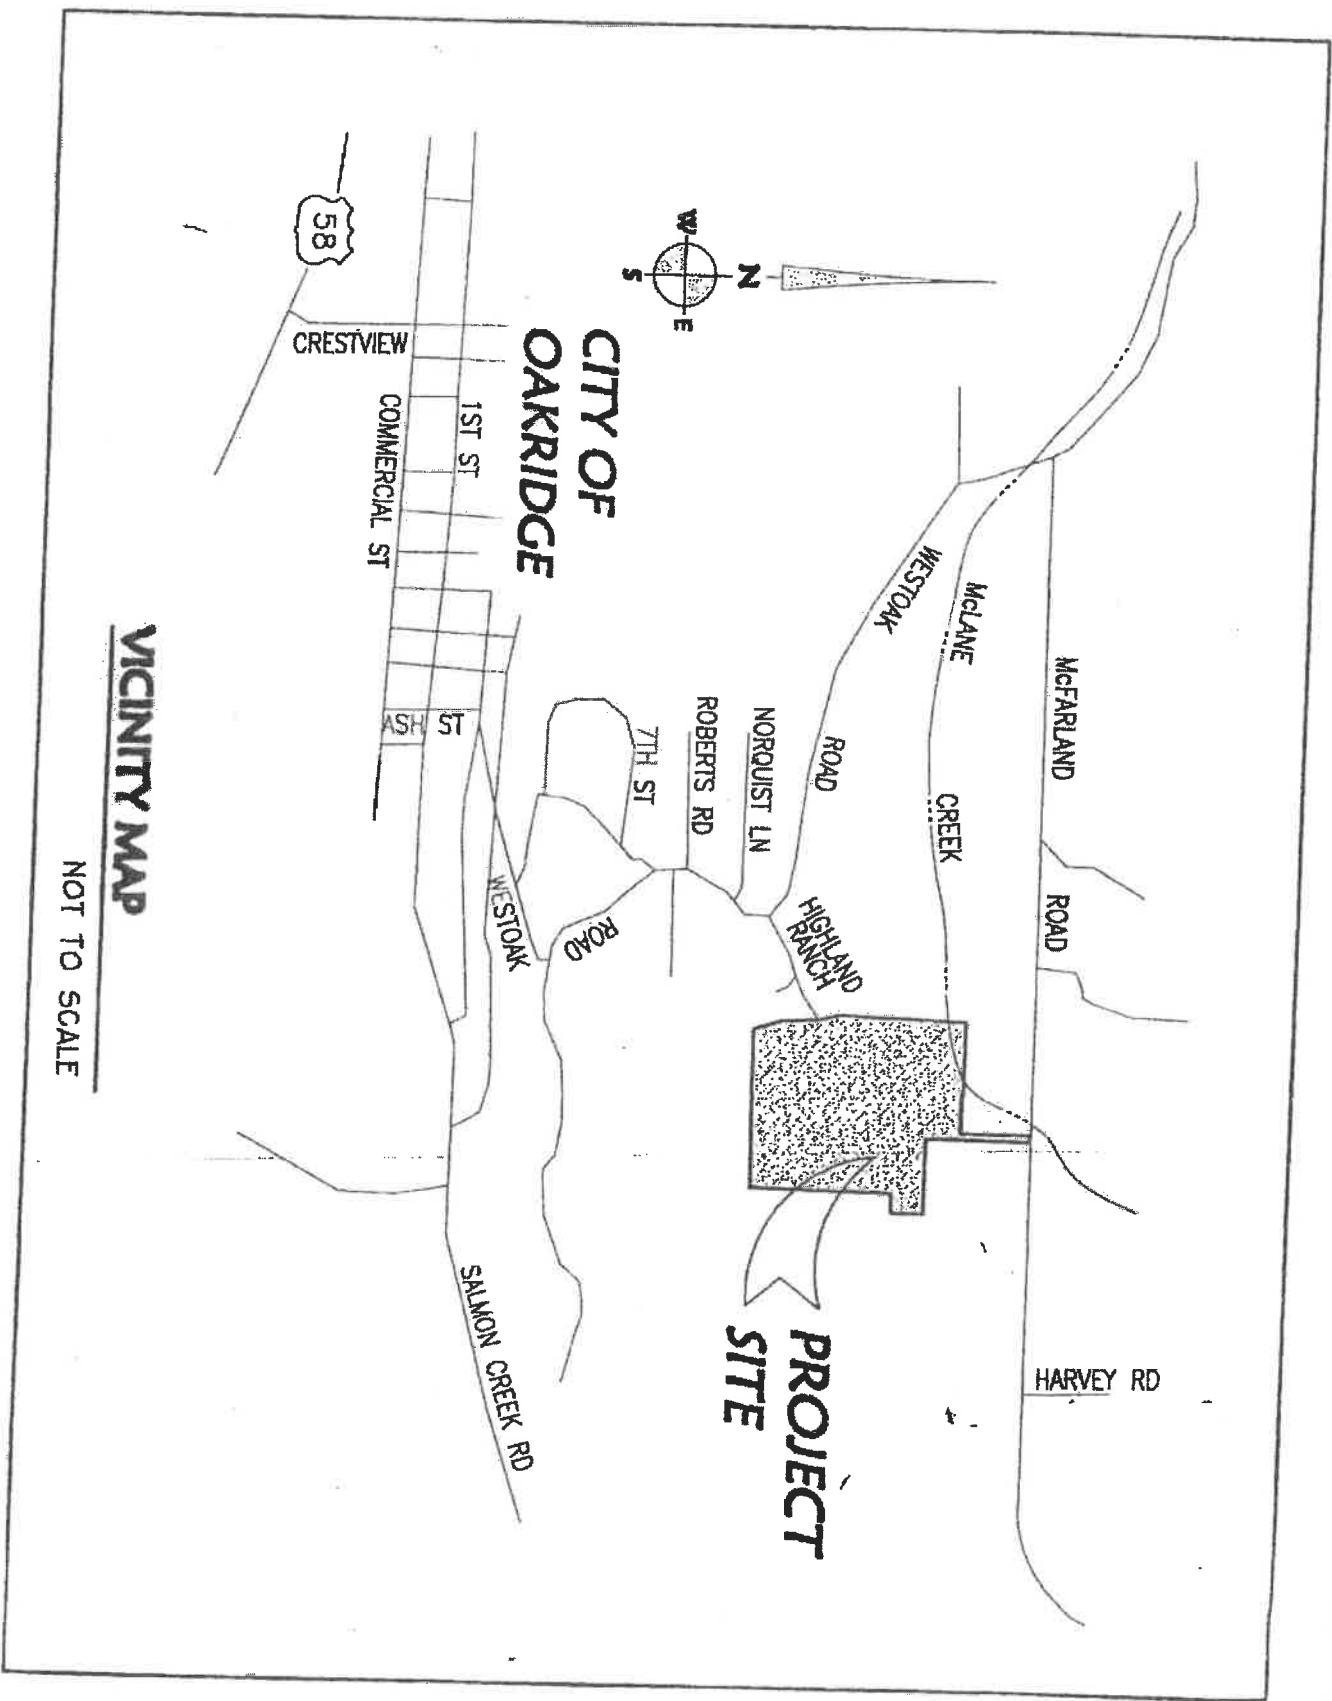 McFARLAND
ROAD
HARVEY RD
McLANE
CREEK
WESTOAK
ROAD
HIGHLAND
RANCH
PROJECT
SITE
N
W
E
S
NORQUIST LN
ROBERTS RD
7TH ST
CITY OF
OAKRIDGE
ROAD
WESTOAK
1ST ST
ASH ST
SALMON CREEK RD
COMMERCIAL ST
CRESTVIEW
58
VICINITY MAP
NOT TO SCALE